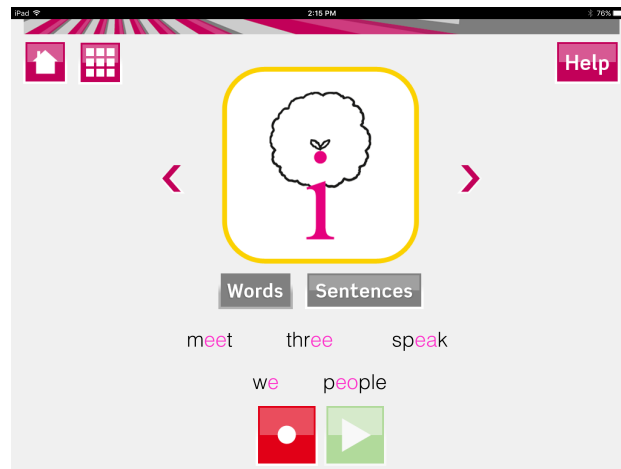 iPad 2:15 PM 76%
Help
i
Words Sentences
meet three speak
we people